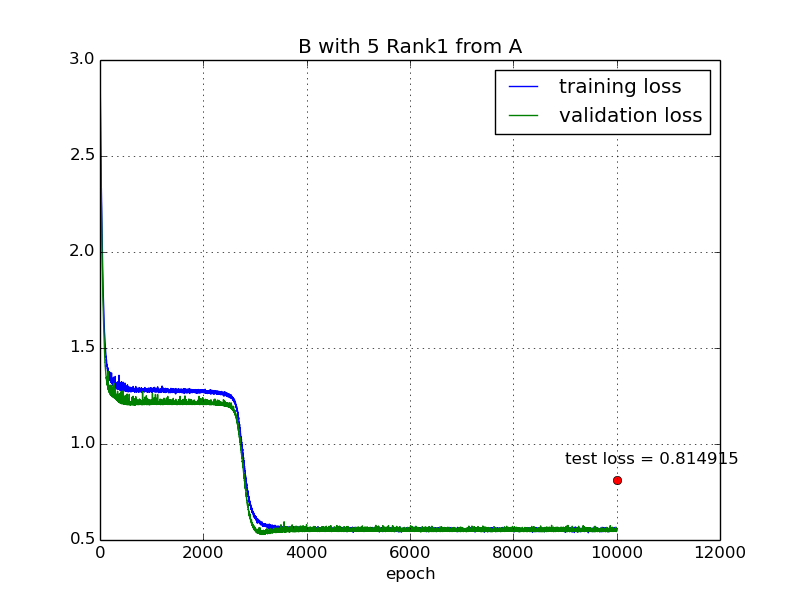 B with 5 Rank1 from A
3.0
training loss
validation loss
2.5
2.0
1.5
1.0
test loss = 0.814915
0.5
0 2000 4000 6000 8000 10000 12000
epoch